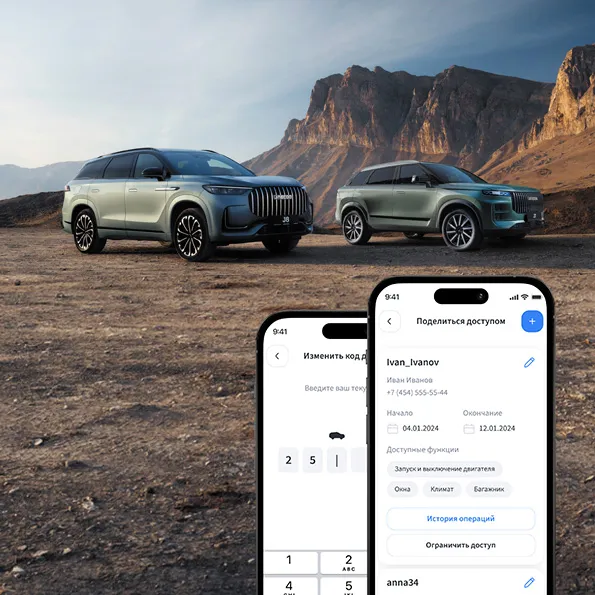 J8
9:41
Изменить код д
Введите ваш теку
2 5 |
1
2
ABC
4
5
9:41
Поделиться доступом
+
Ivan_Ivanov
Иван Иванов
+7 (454) 555-55-44
Начало
Окончание
04.01.2024
12.01.2024
Доступные функции
Запуск и выключение двигателя
Окна
Климат
Багажник
История операций
Ограничить доступ
anna34